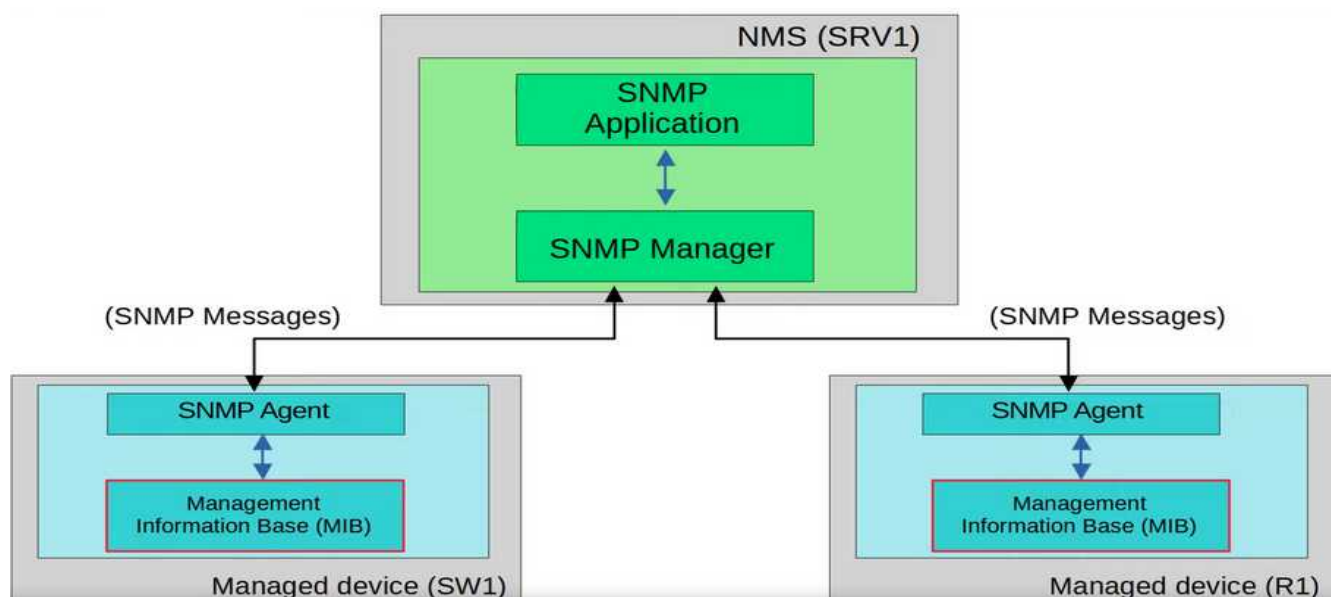 NMS (SRV1)
SNMP
Application
SNMP Manager
(SNMP Messages)
(SNMP Messages)
SNMP Agent
Management
Information Base (MIB)
Managed device (SW1)
SNMP Agent
Management
Information Base (MIB)
Managed device (R1)